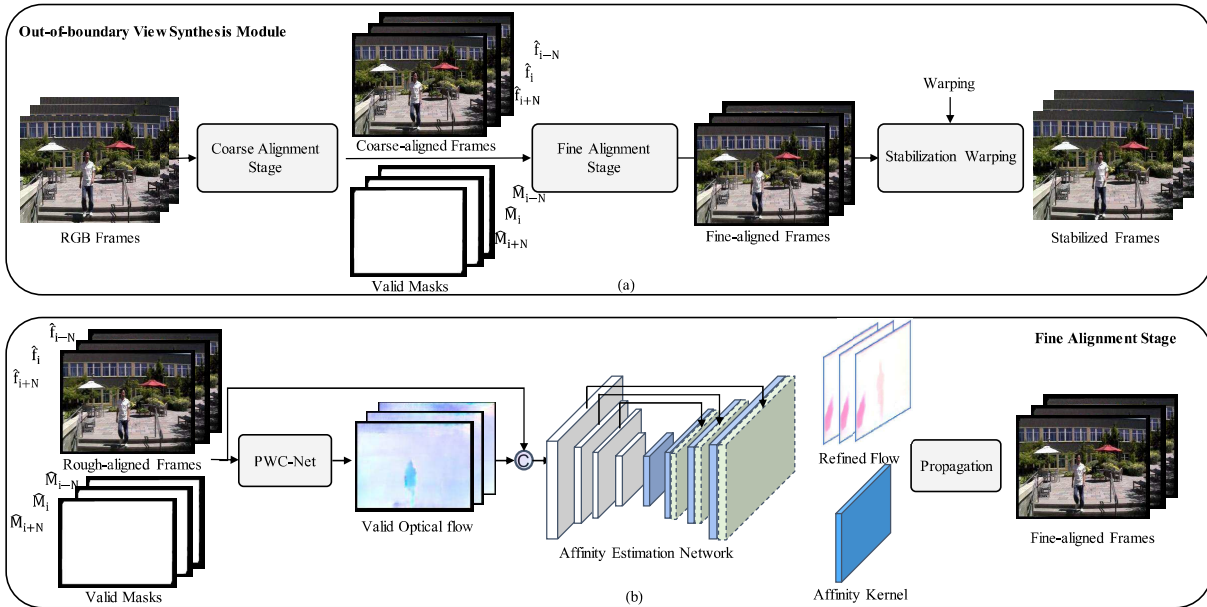 Out-of-boundary View Synthesis Module
RGB Frames
Coarse Alignment
Stage
f̂i−N
f̂i
f̂i+N
Coarse-aligned Frames
M̂i−N
M̂i
M̂i+N
Valid Masks
Fine Alignment
Stage
Fine-aligned Frames
Warping
Stabilization Warping
Stabilized Frames
(a)
Fine Alignment Stage
f̂i−N
f̂i
f̂i+N
Rough-aligned Frames
M̂i−N
M̂i
M̂i+N
Valid Masks
PWC-Net
Valid Optical flow
C
Affinity Estimation Network
Refined Flow
Affinity Kernel
Propagation
Fine-aligned Frames
(b)